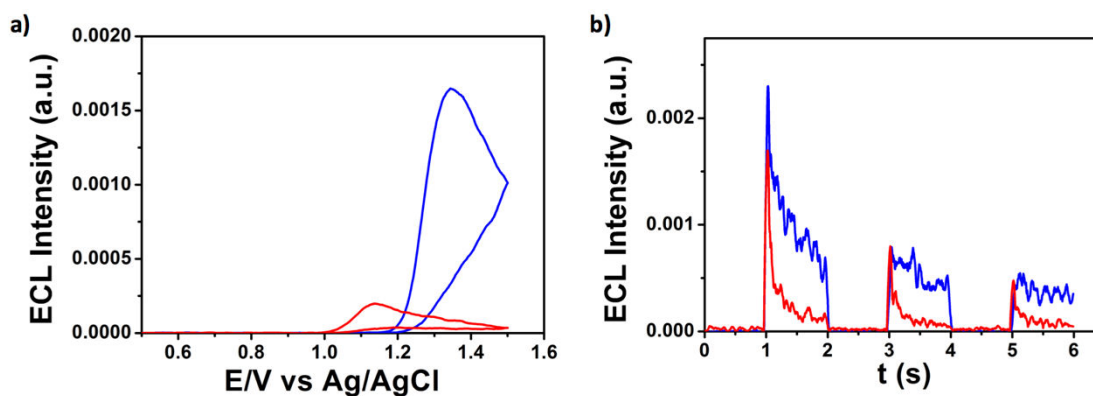 a)
ECL Intensity (a.u.)
0.0020
0.0015
0.0010
0.0005
0.0000
0.6 0.8 1.0 1.2 1.4 1.6
E/V vs Ag/AgCl
b)
ECL Intensity (a.u.)
0.002
0.001
0.000
0 1 2 3 4 5 6
t (s)